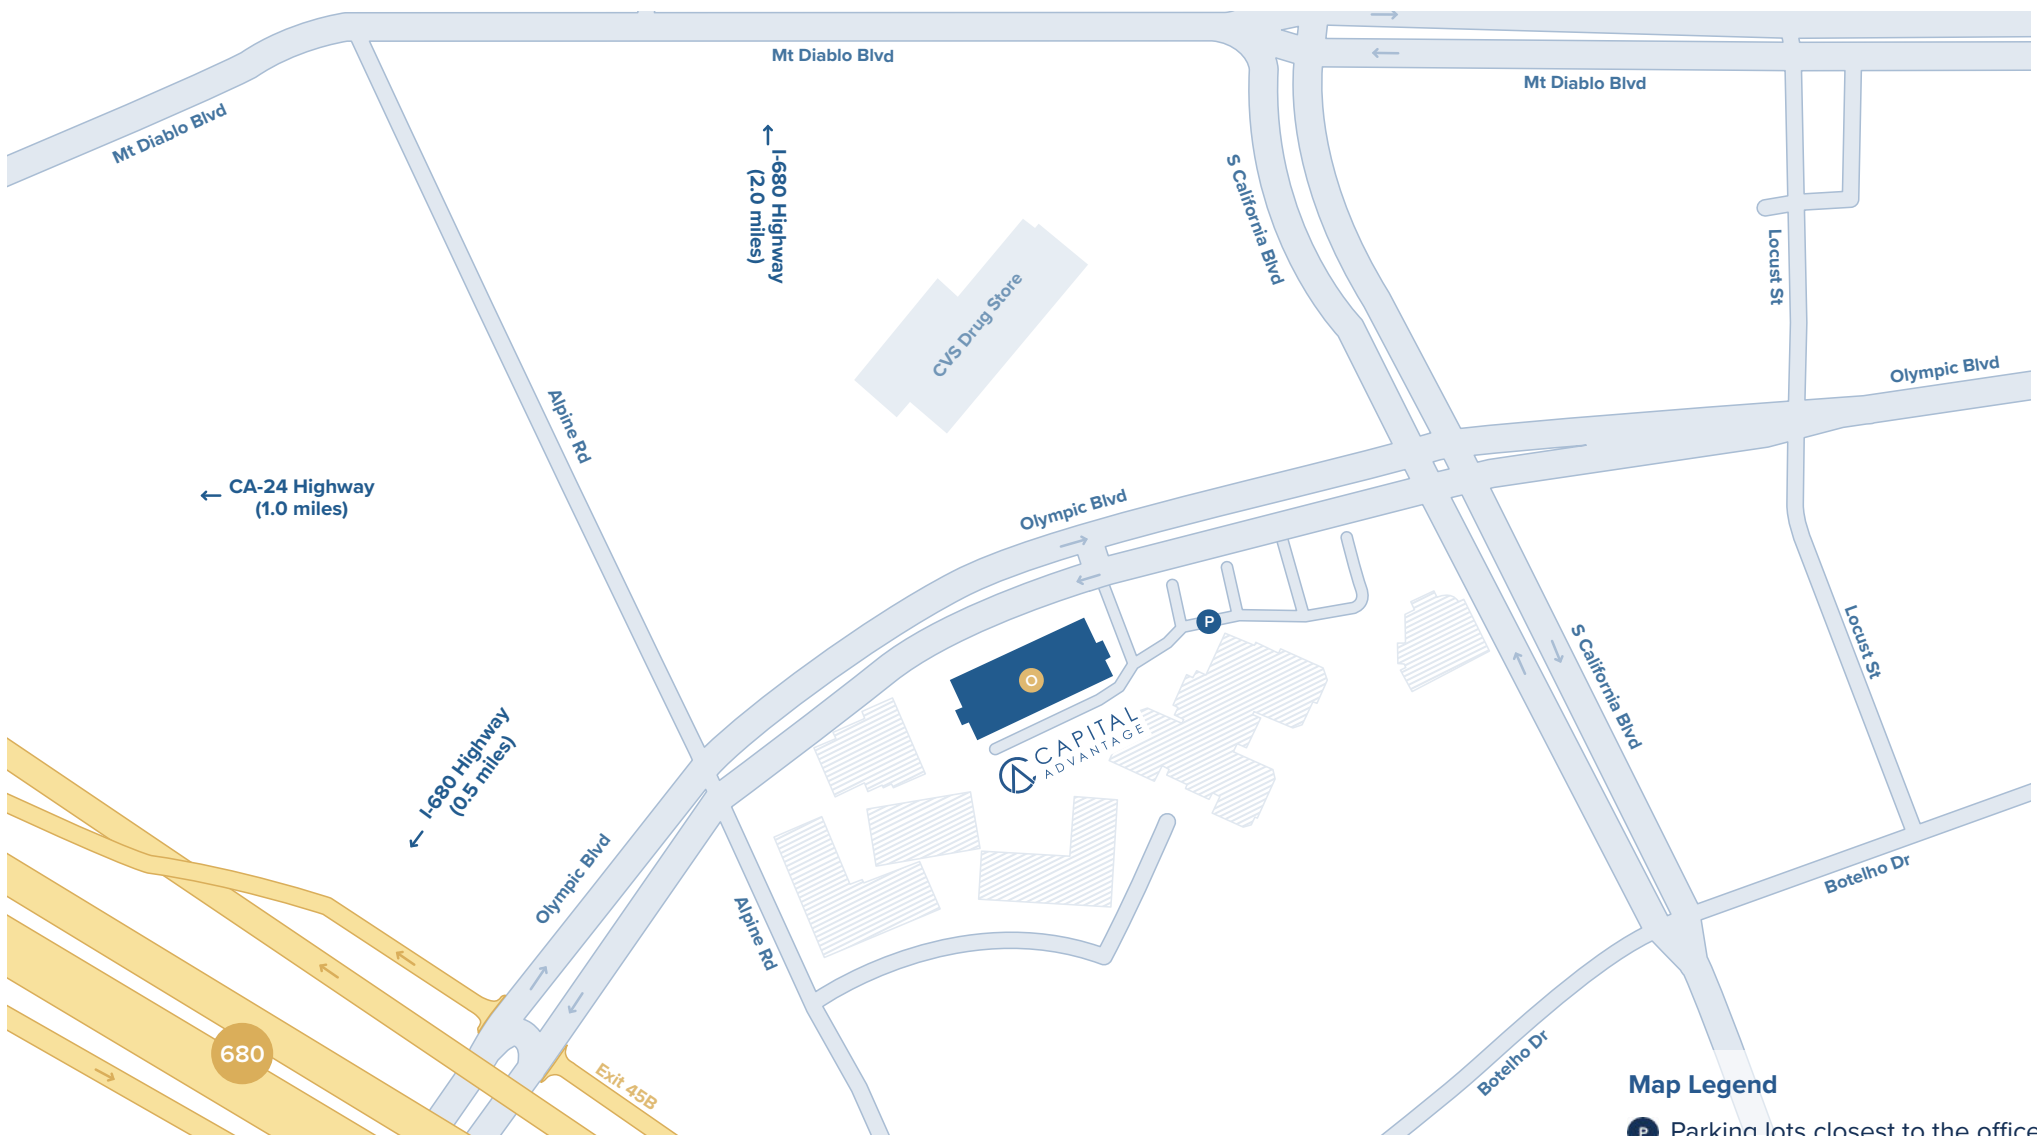 Mt Diablo Blvd
Mt Diablo Blvd
Mt Diablo Blvd
I-680 Highway
(2.0 miles)
S California Blvd
Locust St
CVS Drug Store
Olympic Blvd
Alpine Rd
CA-24 Highway
(1.0 miles)
Olympic Blvd
P
O
S California Blvd
Locust St
CAPITAL
ADVANTAGE
I-680 Highway
(0.5 miles)
Olympic Blvd
Alpine Rd
Botelho Dr
680
Exit 45B
Botelho Dr
Map Legend
P Parking lots closest to the office